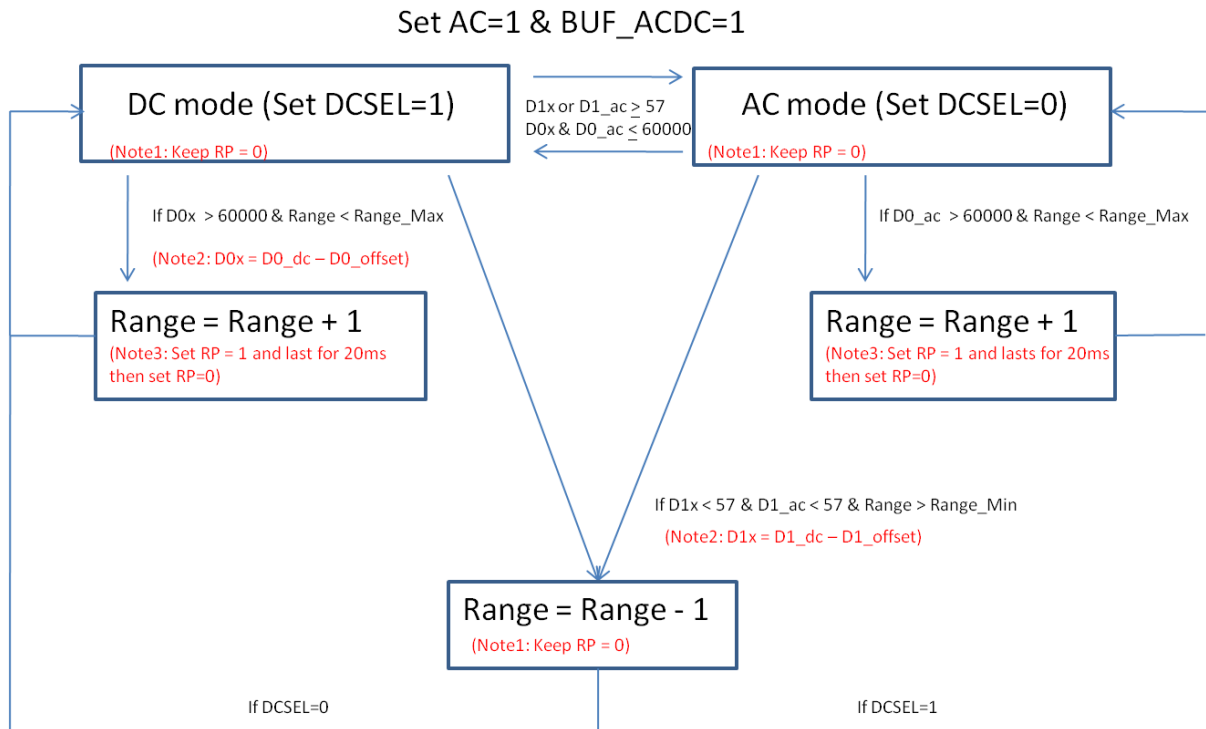 Set AC=1 & BUF_ACDC=1
DC mode (Set DCSEL=1)
(Note1: Keep RP = 0)
D1x or D1_ac ≥ 57
D0x & D0_ac ≤ 60000
AC mode (Set DCSEL=0)
(Note1: Keep RP = 0)
If D0x > 60000 & Range < Range_Max
(Note2: D0x = D0_dc – D0_offset)
If D0_ac > 60000 & Range < Range_Max
Range = Range + 1
(Note3: Set RP = 1 and last for 20ms
then set RP=0)
Range = Range + 1
(Note3: Set RP = 1 and lasts for 20ms
then set RP=0)
If D1x < 57 & D1_ac < 57 & Range > Range_Min
(Note2: D1x = D1_dc – D1_offset)
Range = Range - 1
(Note1: Keep RP = 0)
If DCSEL=0
If DCSEL=1